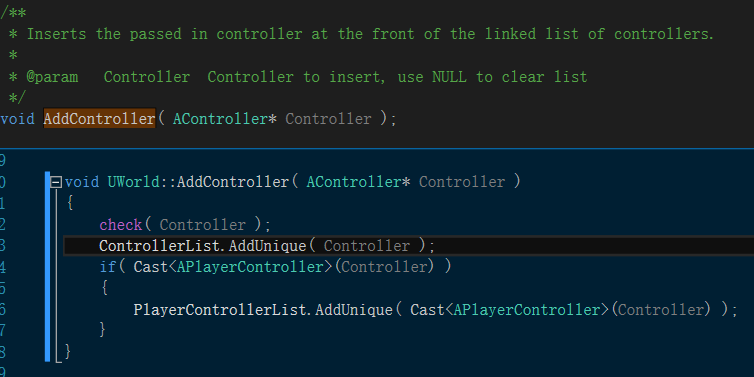 /**
 * Inserts the passed in controller at the front of the linked list of controllers.
 *
 * @param   Controller  Controller to insert, use NULL to clear list
 */
void AddController( AController* Controller );
9
0 void UWorld::AddController( AController* Controller )
1 {
2     check( Controller );
3     ControllerList.AddUnique( Controller );
4     if( Cast<APlayerController>(Controller) )
5     {
6         PlayerControllerList.AddUnique( Cast<APlayerController>(Controller) );
7     }
8 }
9